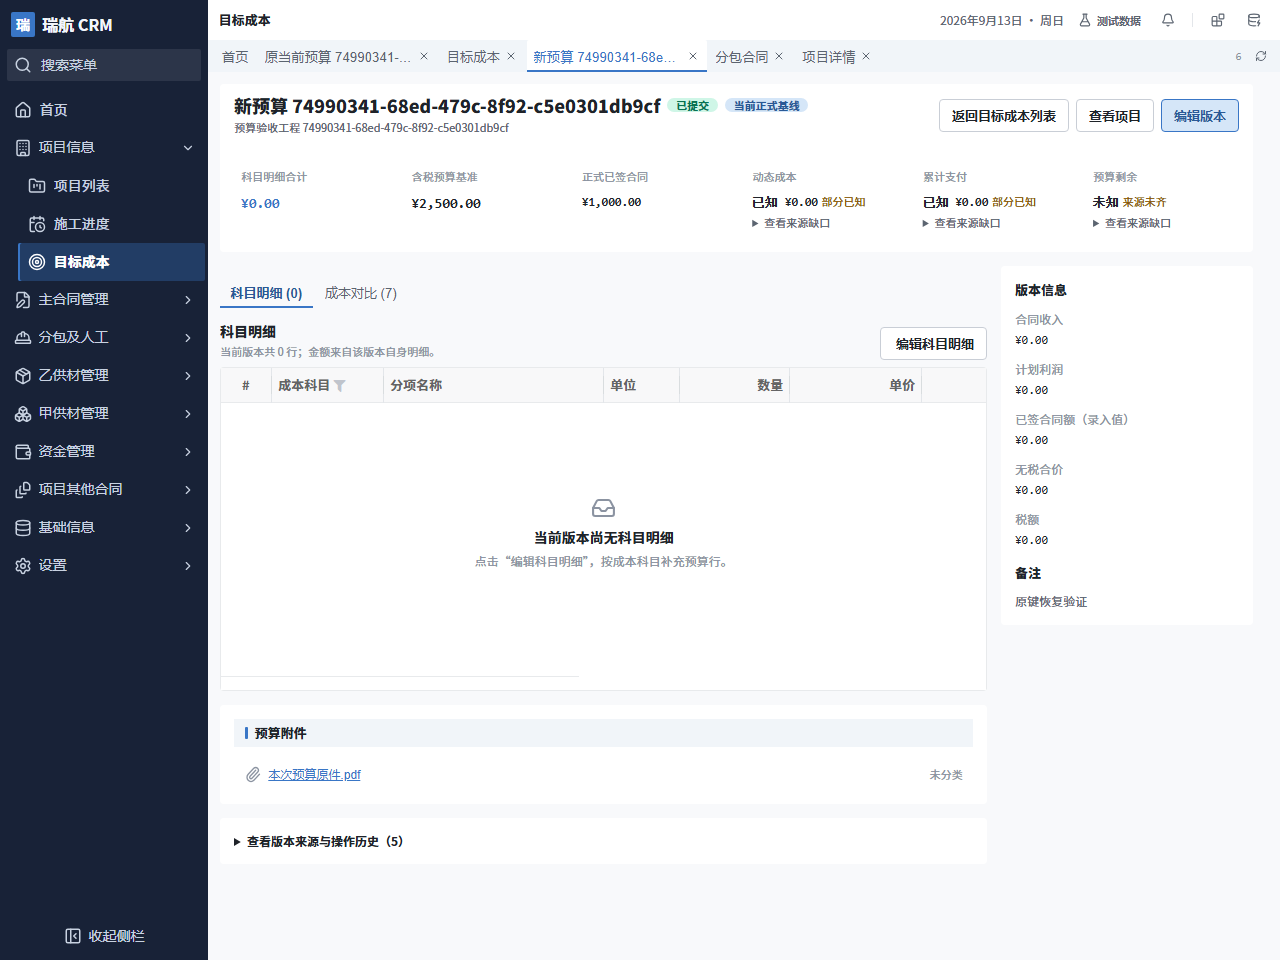 瑞 瑞航 CRM
搜索菜单
首页
项目信息
项目列表
施工进度
目标成本
主合同管理
分包及人工
乙供材管理
甲供材管理
资金管理
项目其他合同
基础信息
设置
收起侧栏
目标成本
2026年9月13日 · 周日 测试数据
首页 原当前预算 74990341-... 目标成本 新预算 74990341-68e... 分包合同 项目详情 6
新预算 74990341-68ed-479c-8f92-c5e0301db9cf 已提交 当前正式基线
预算验收工程 74990341-68ed-479c-8f92-c5e0301db9cf
返回目标成本列表 查看项目 编辑版本
科目明细合计 含税预算基准 正式已签合同 动态成本 累计支付 预算剩余
¥0.00 ¥2,500.00 ¥1,000.00 已知 ¥0.00 部分已知 已知 ¥0.00 部分已知 未知 来源未齐
查看来源缺口 查看来源缺口 查看来源缺口
科目明细 (0) 成本对比 (7)
科目明细
当前版本共 0 行；金额来自该版本自身明细。
编辑科目明细
# 成本科目 分项名称 单位 数量 单价
当前版本尚无科目明细
点击“编辑科目明细”，按成本科目补充预算行。
预算附件
本次预算原件.pdf 未分类
查看版本来源与操作历史（5）
版本信息
合同收入
¥0.00
计划利润
¥0.00
已签合同额（录入值）
¥0.00
无税合价
¥0.00
税额
¥0.00
备注
原键恢复验证